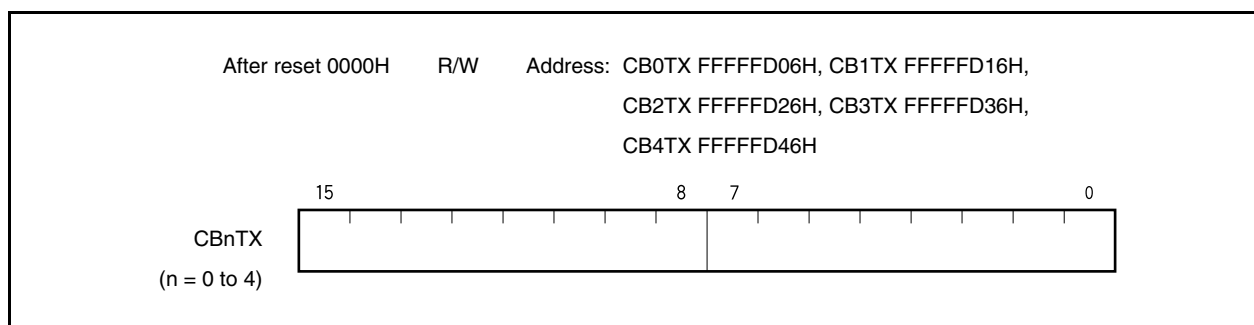 After reset 0000H R/W Address: CB0TX FFFFFD06H, CB1TX FFFFFD16H,
CB2TX FFFFFD26H, CB3TX FFFFFD36H,
CB4TX FFFFFD46H
15 8 7 0
CBnTX
(n = 0 to 4)